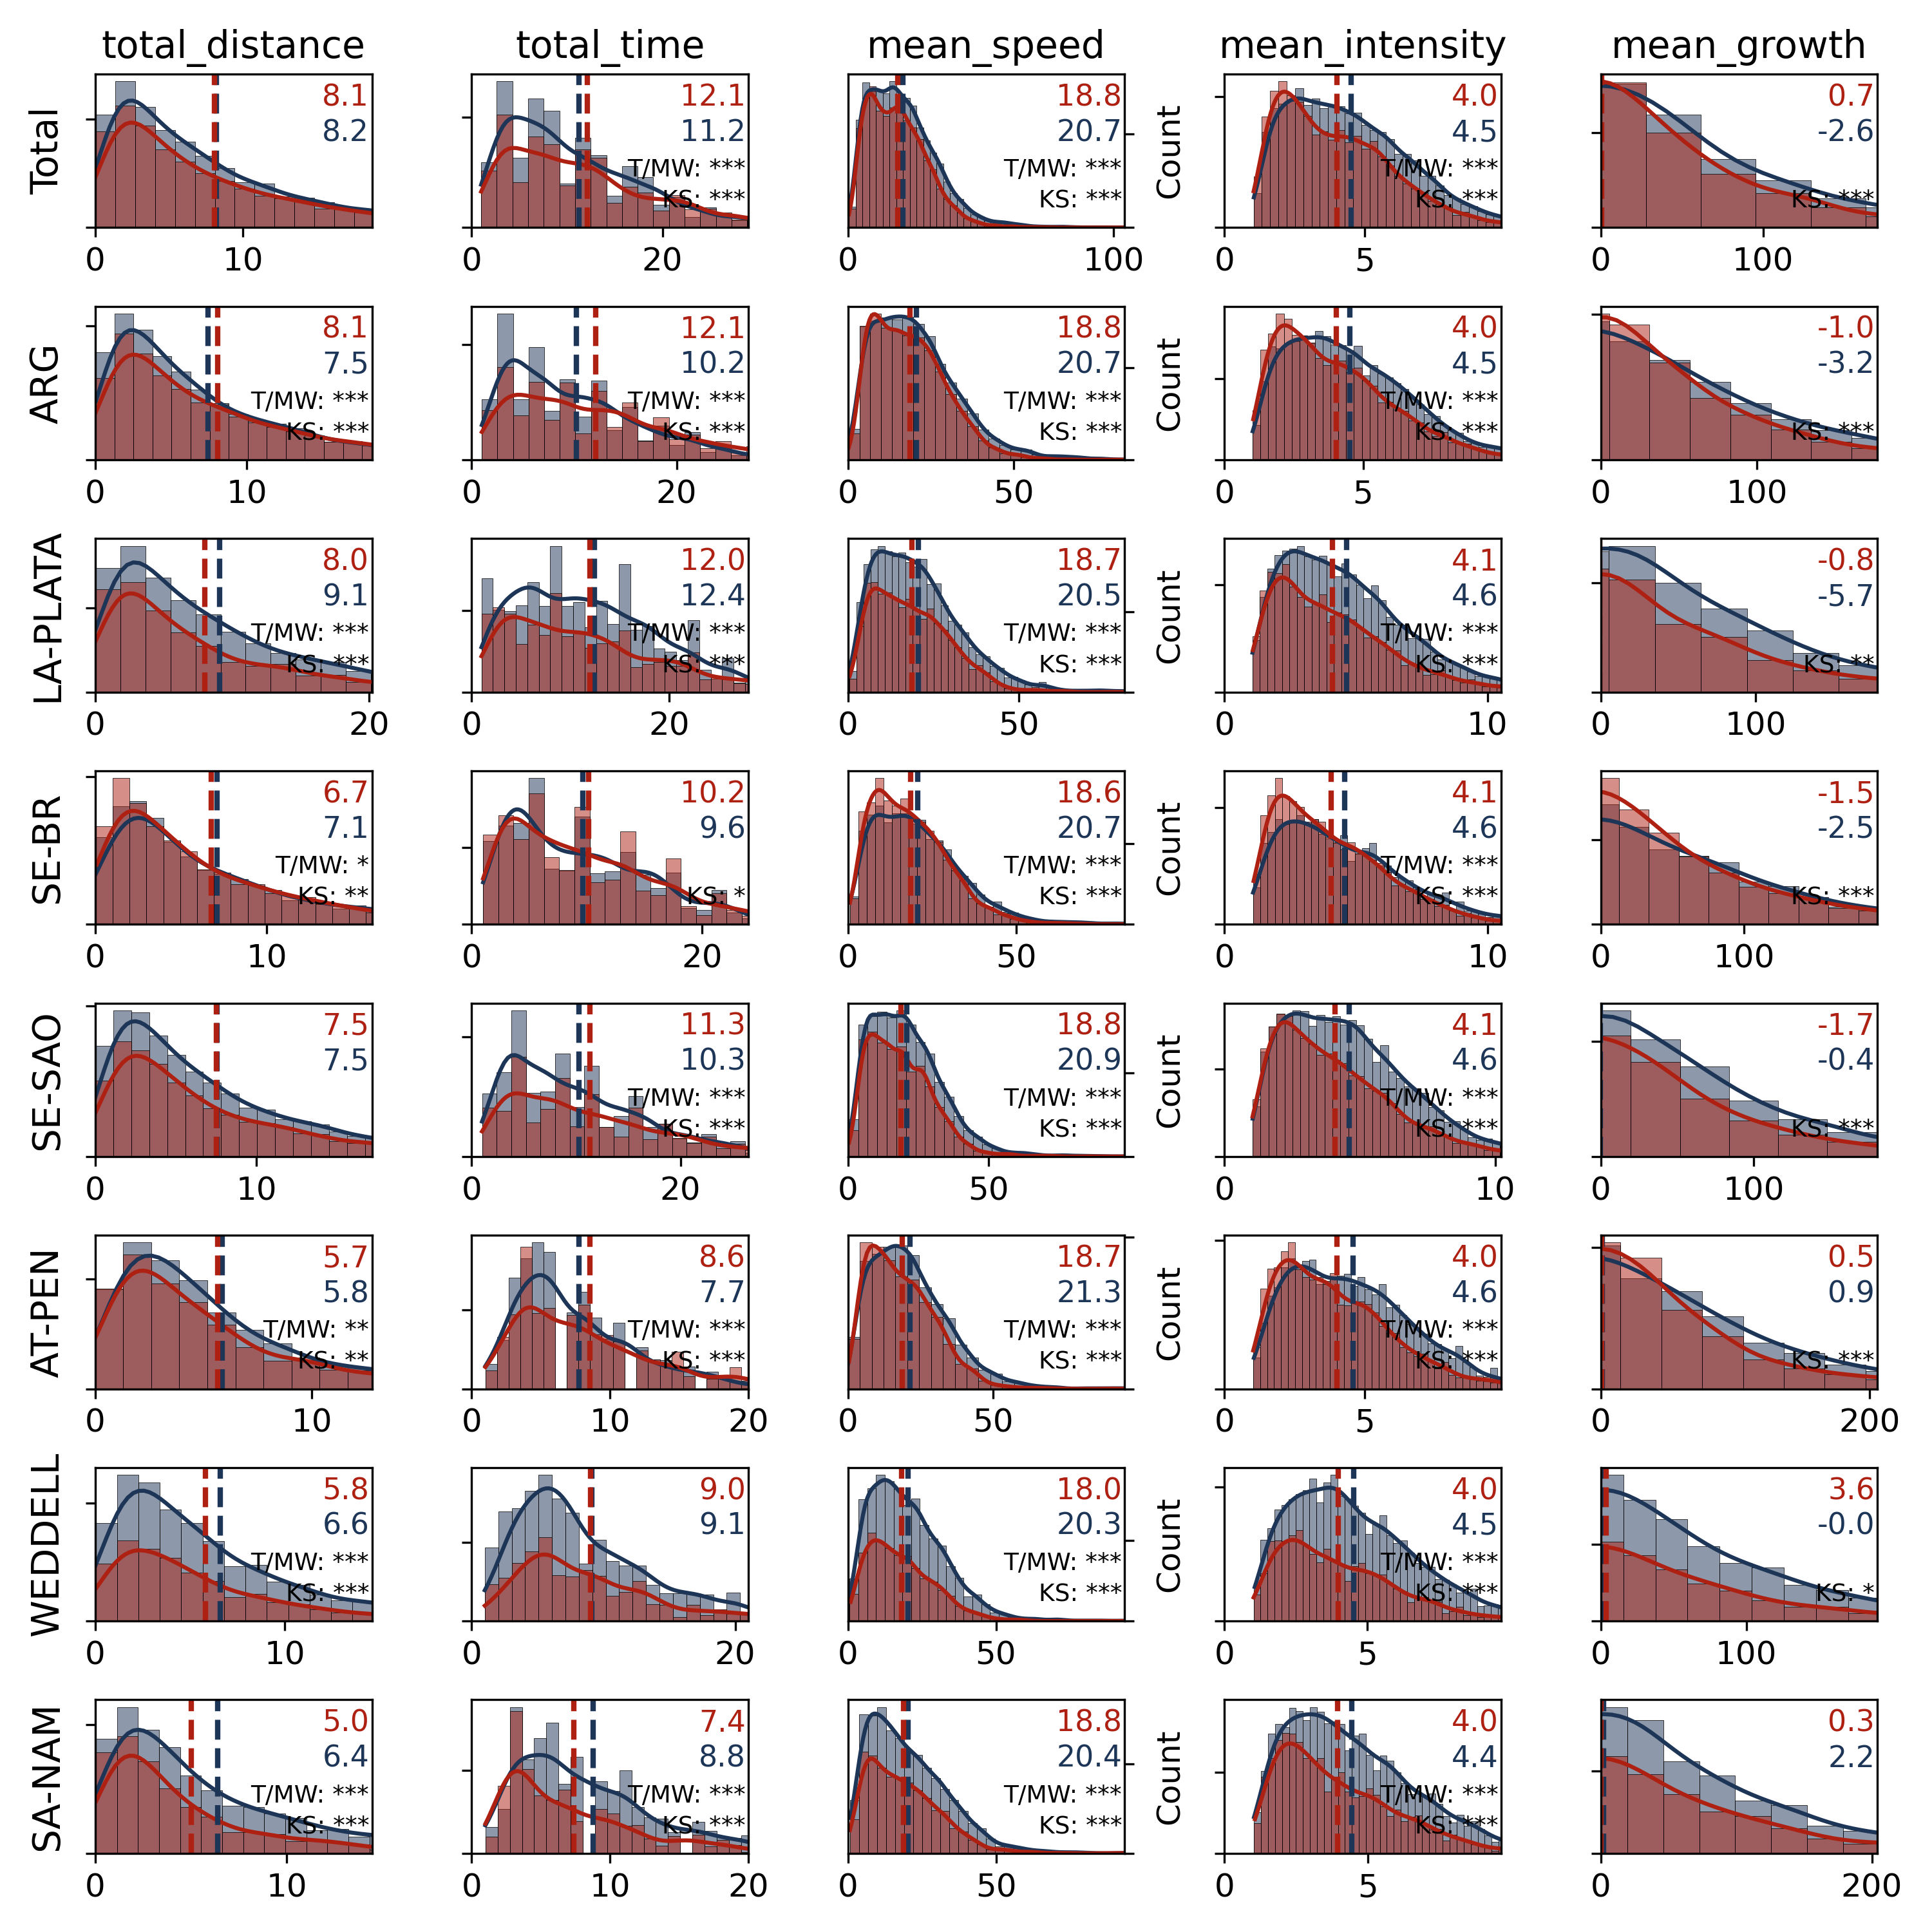 total_distance total_time mean_speed mean_intensity mean_growth
Total
8.1
8.2
0 10
12.1
11.2
T/MW: ***
KS: ***
0 20
18.8
20.7
T/MW: ***
KS: ***
0 100
Count
4.0
4.5
T/MW: ***
KS: ***
0 5
0.7
-2.6
KS: ***
0 100
ARG
8.1
7.5
T/MW: ***
KS: ***
0 10
12.1
10.2
T/MW: ***
KS: ***
0 20
18.8
20.7
T/MW: ***
KS: ***
0 50
Count
4.0
4.5
T/MW: ***
KS: ***
0 5
-1.0
-3.2
KS: ***
0 100
LA-PLATA
8.0
9.1
T/MW: ***
KS: ***
0 20
12.0
12.4
T/MW: ***
KS: ***
0 20
18.7
20.5
T/MW: ***
KS: ***
0 50
Count
4.1
4.6
T/MW: ***
KS: ***
0 10
-0.8
-5.7
KS: **
0 100
SE-BR
6.7
7.1
T/MW: *
KS: **
0 10
10.2
9.6
KS: *
0 20
18.6
20.7
T/MW: ***
KS: ***
0 50
Count
4.1
4.6
T/MW: ***
KS: ***
0 10
-1.5
-2.5
KS: ***
0 100
SE-SAO
7.5
7.5
0 10
11.3
10.3
T/MW: ***
KS: ***
0 20
18.8
20.9
T/MW: ***
KS: ***
0 50
Count
4.1
4.6
T/MW: ***
KS: ***
0 10
-1.7
-0.4
KS: ***
0 100
AT-PEN
5.7
5.8
T/MW: **
KS: **
0 10
8.6
7.7
T/MW: ***
KS: ***
0 10 20
18.7
21.3
T/MW: ***
KS: ***
0 50
Count
4.0
4.6
T/MW: ***
KS: ***
0 5
0.5
0.9
KS: ***
0 200
WEDDELL
5.8
6.6
T/MW: ***
KS: ***
0 10
9.0
9.1
0 10 20
18.0
20.3
T/MW: ***
KS: ***
0 50
Count
4.0
4.5
T/MW: ***
KS: ***
0 5
3.6
-0.0
KS: *
0 100
SA-NAM
5.0
6.4
T/MW: ***
KS: ***
0 10
7.4
8.8
T/MW: ***
KS: ***
0 10 20
18.8
20.4
T/MW: ***
KS: ***
0 50
Count
4.0
4.4
T/MW: ***
KS: ***
0 5
0.3
2.2
0 200